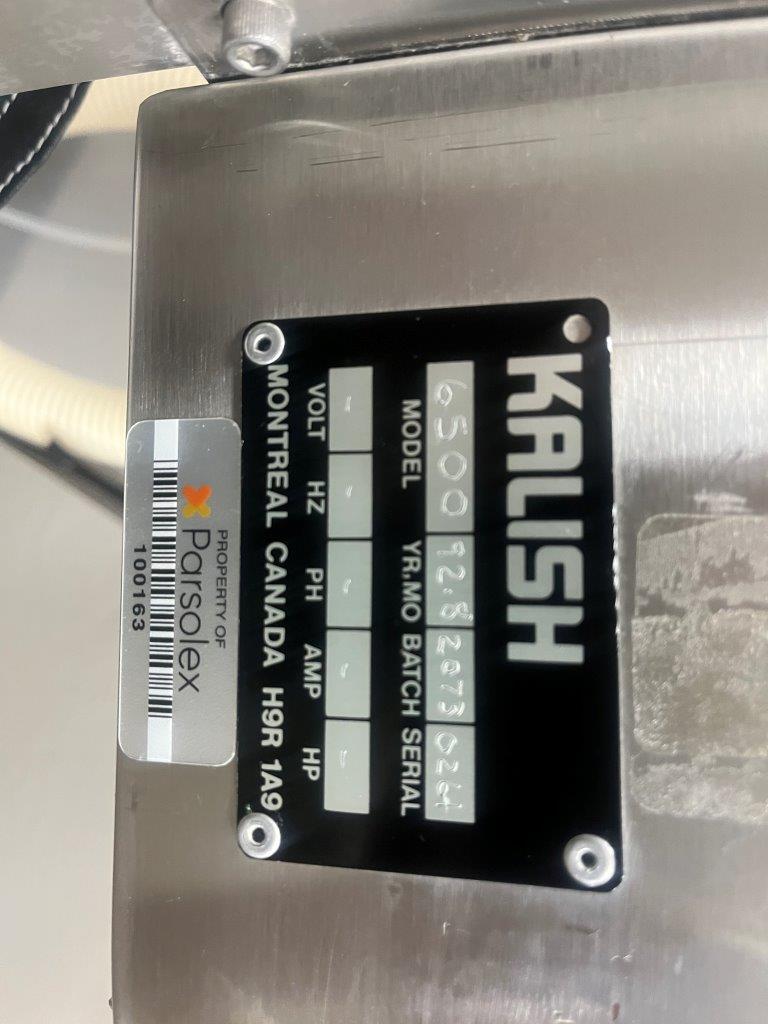 KALISH
6500 92.8 2073 0264
MODEL YR.MO BATCH SERIAL
- - - - -
VOLT HZ PH AMP HP
MONTREAL CANADA H9R 1A9
PROPERTY OF
Parsolex
100163